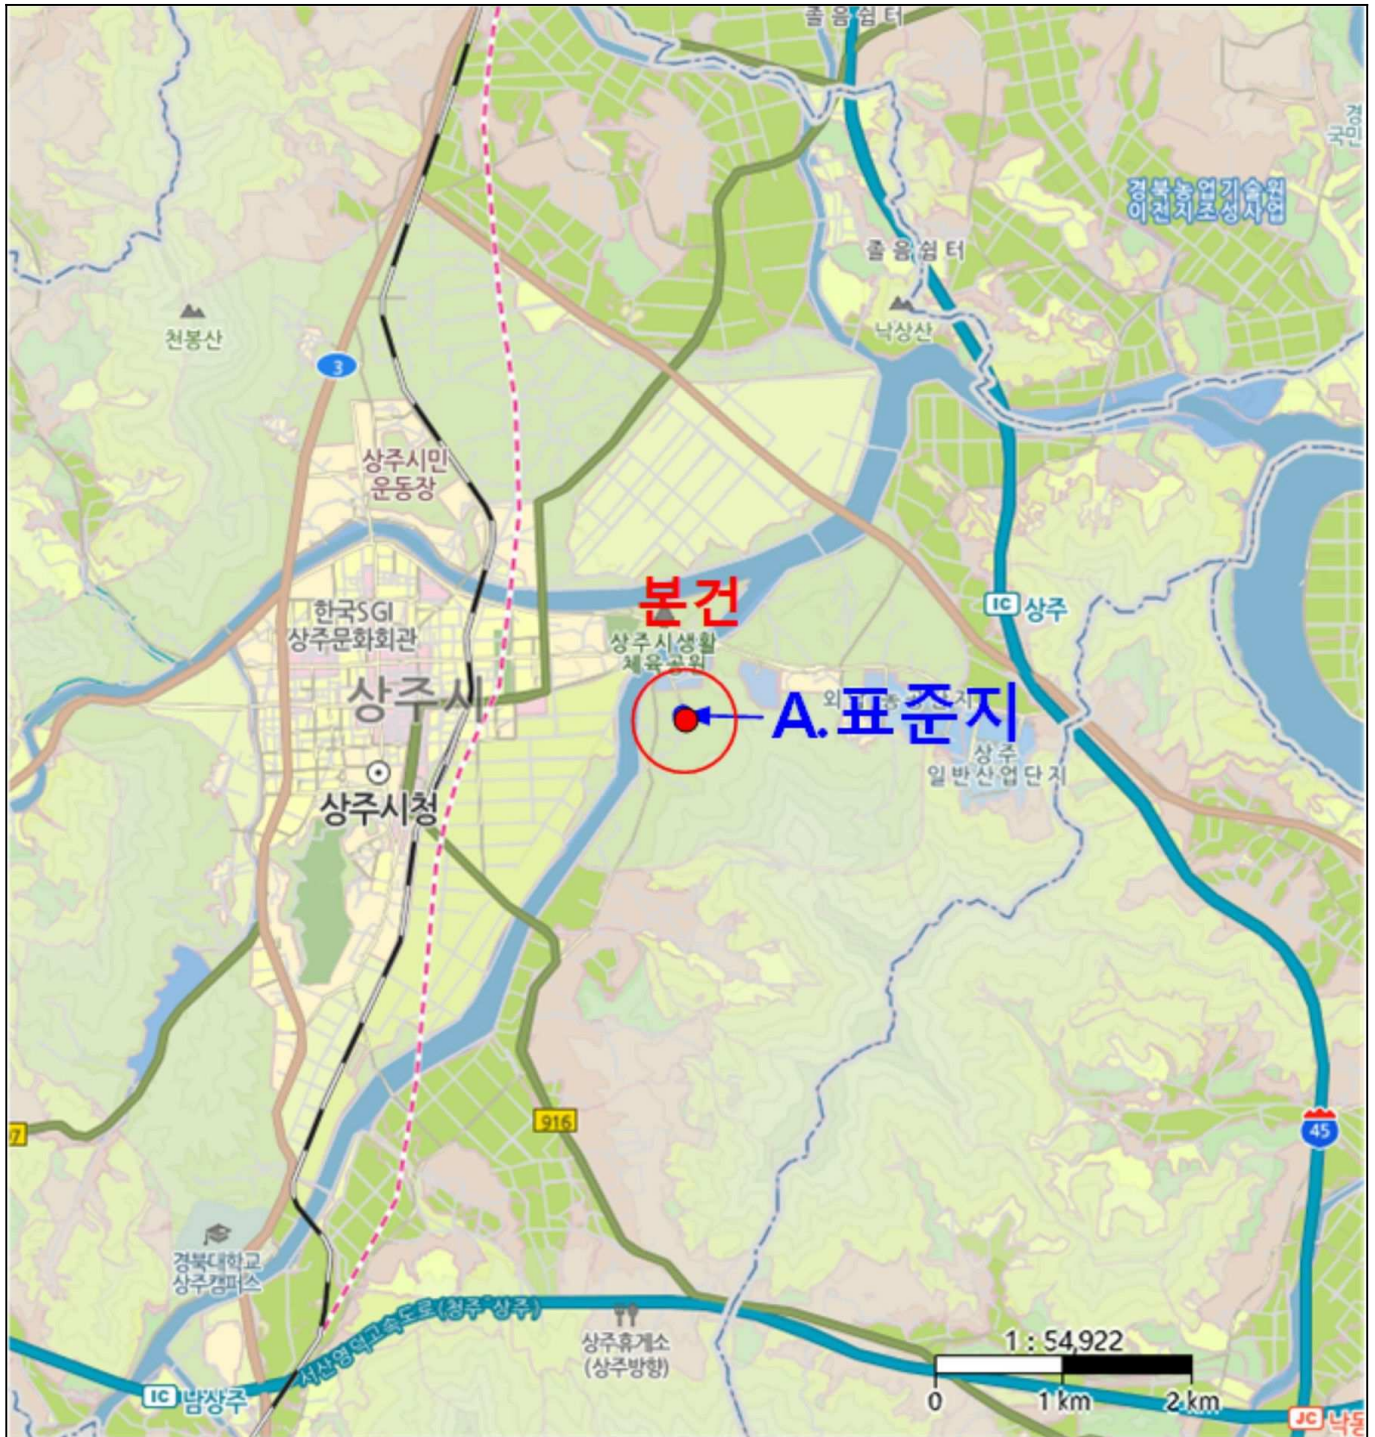 졸음쉼터
경
국민
경북농업기술원
이전지조성사업
졸음쉼터
낙상산
천봉산
3
상주시민
운동장
본건
IC 상주
한국SGI
상주문화회관
상주시생활
체육공원
상주시
A.표준지
상주
일반산업단지
상주시청
916
45
경북대학교
상주캠퍼스
서산영덕고속도로(청주~상주)
상주휴게소
(상주방향)
1 : 54,922
0
1 km
2 km
IC 남상주
JC 낙동